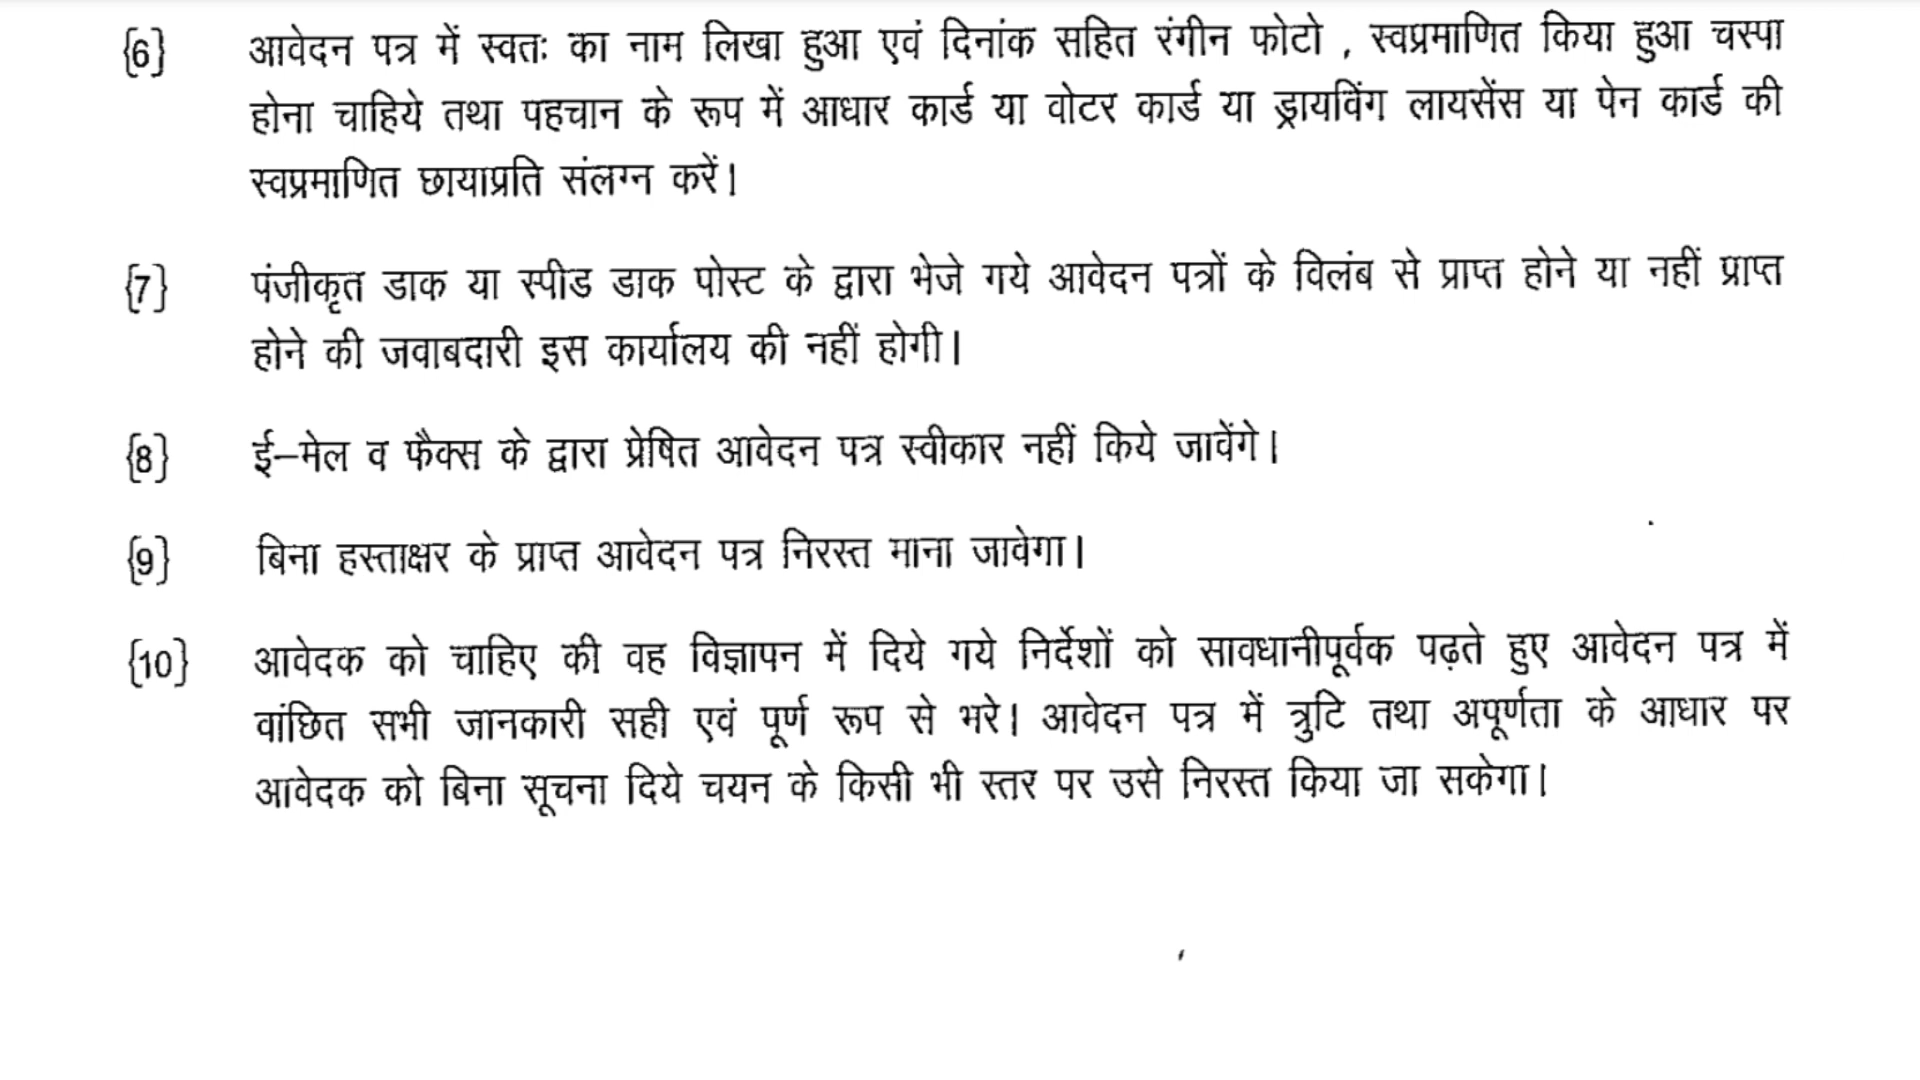 {6} आवेदन पत्र में स्वतः का नाम लिखा हुआ एवं दिनांक सहित रंगीन फोटो , स्वप्रमाणित किया हुआ चस्पा
होना चाहिये तथा पहचान के रूप में आधार कार्ड या वोटर कार्ड या ड्रायविंग लायसेंस या पेन कार्ड की
स्वप्रमाणित छायाप्रति संलग्न करें।
{7} पंजीकृत डाक या स्पीड डाक पोस्ट के द्वारा भेजे गये आवेदन पत्रों के विलंब से प्राप्त होने या नहीं प्राप्त
होने की जवाबदारी इस कार्यालय की नहीं होगी।
{8} ई–मेल व फैक्स के द्वारा प्रेषित आवेदन पत्र स्वीकार नहीं किये जावेंगे।
{9} बिना हस्ताक्षर के प्राप्त आवेदन पत्र निरस्त माना जावेगा।
{10} आवेदक को चाहिए की वह विज्ञापन में दिये गये निर्देशों को सावधानीपूर्वक पढ़ते हुए आवेदन पत्र में
वांछित सभी जानकारी सही एवं पूर्ण रूप से भरे। आवेदन पत्र में त्रुटि तथा अपूर्णता के आधार पर
आवेदक को बिना सूचना दिये चयन के किसी भी स्तर पर उसे निरस्त किया जा सकेगा।